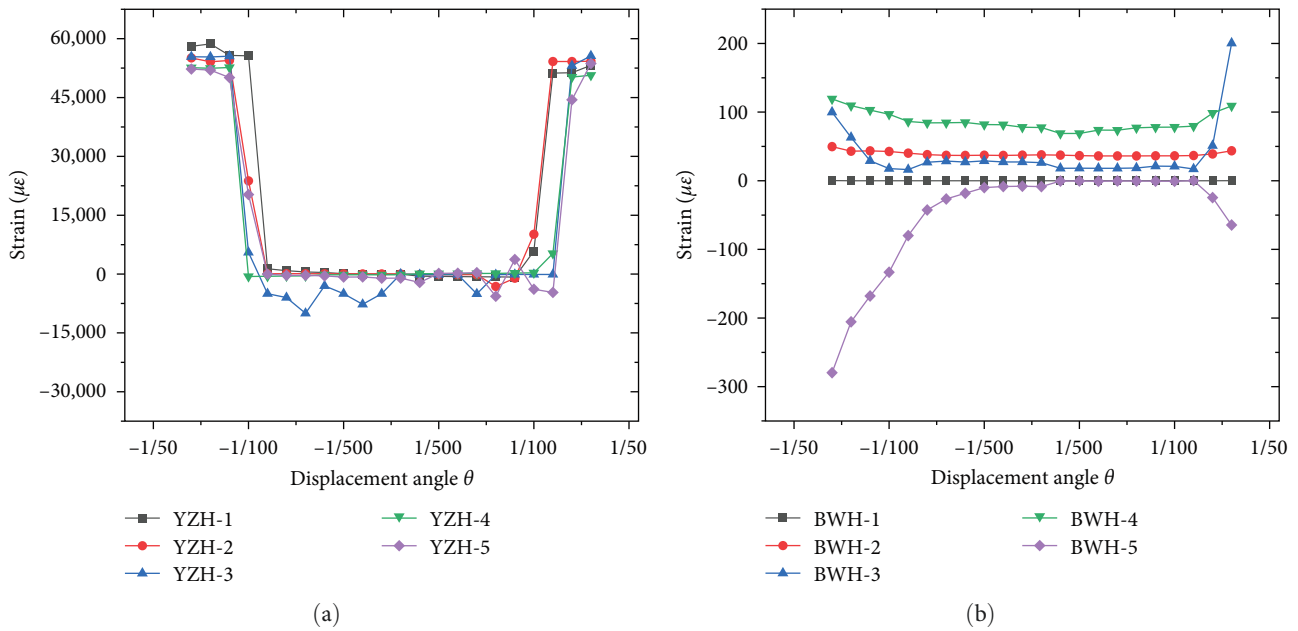 60,000
45,000
30,000
15,000
0
−15,000
−30,000
Strain (με)
−1/50 −1/100 −1/500 1/500 1/100 1/50
Displacement angle θ
YZH-1 YZH-4
YZH-2 YZH-5
YZH-3
(a)
200
100
0
−100
−200
−300
Strain (με)
−1/50 −1/100 −1/500 1/500 1/100 1/50
Displacement angle θ
BWH-1 BWH-4
BWH-2 BWH-5
BWH-3
(b)